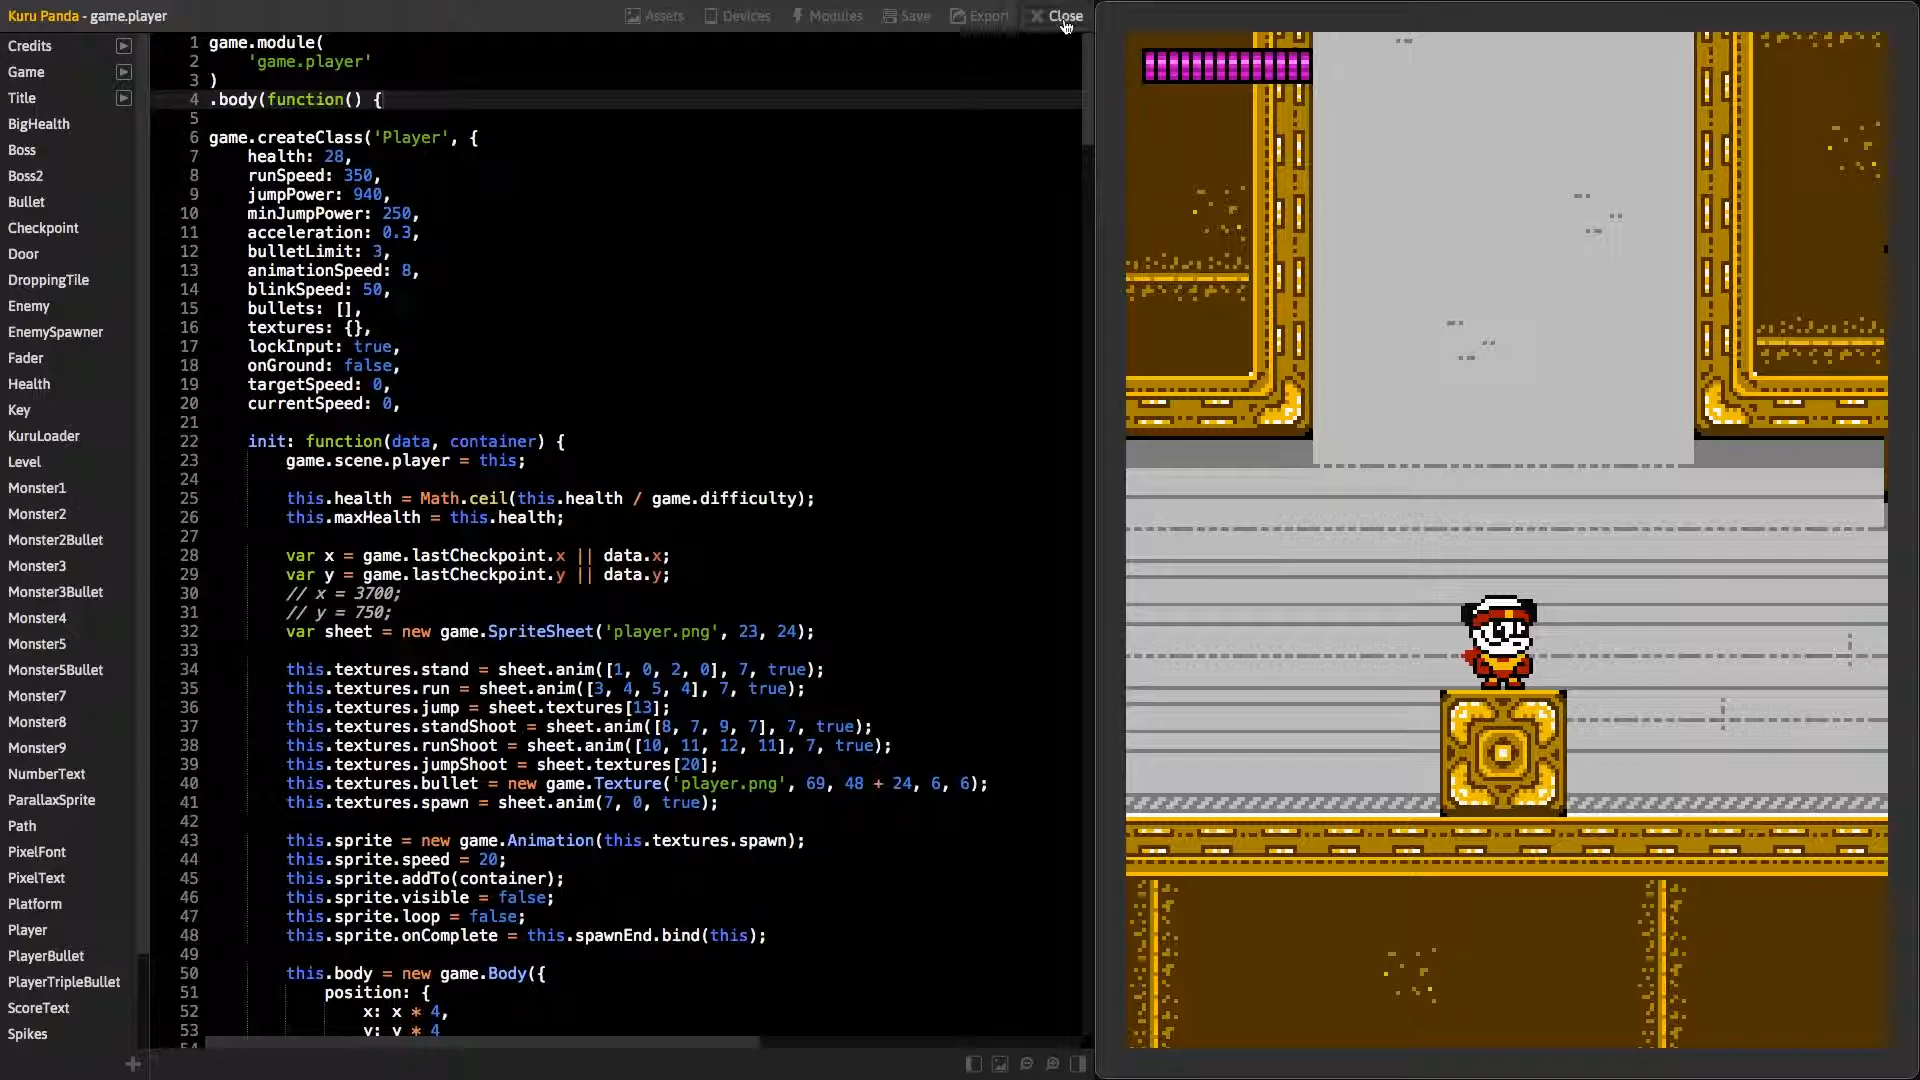 Kuru Panda - game.player
Assets
Devices
Modules
Save
Export
Close
Credits
Game
Title
BigHealth
Boss
Boss2
Bullet
Checkpoint
Door
DroppingTile
Enemy
EnemySpawner
Fader
Health
Key
KuruLoader
Level
Monster1
Monster2
Monster2Bullet
Monster3
Monster3Bullet
Monster4
Monster5
Monster5Bullet
Monster7
Monster8
Monster9
NumberText
ParallaxSprite
Path
PixelFont
PixelText
Platform
Player
PlayerBullet
PlayerTripleBullet
ScoreText
Spikes
1 game.module(
2 'game.player'
3 )
4 .body(function() {
5
6 game.createClass('Player', {
7 health: 28,
8 runSpeed: 350,
9 jumpPower: 940,
10 minJumpPower: 250,
11 acceleration: 0.3,
12 bulletLimit: 3,
13 animationSpeed: 8,
14 blinkSpeed: 50,
15 bullets: [],
16 textures: {},
17 lockInput: true,
18 onGround: false,
19 targetSpeed: 0,
20 currentSpeed: 0,
21
22 init: function(data, container) {
23 game.scene.player = this;
24
25 this.health = Math.ceil(this.health / game.difficulty);
26 this.maxHealth = this.health;
27
28 var x = game.lastCheckpoint.x || data.x;
29 var y = game.lastCheckpoint.y || data.y;
30 // x = 3700;
31 // y = 750;
32 var sheet = new game.SpriteSheet('player.png', 23, 24);
33
34 this.textures.stand = sheet.anim([1, 0, 2, 0], 7, true);
35 this.textures.run = sheet.anim([3, 4, 5, 4], 7, true);
36 this.textures.jump = sheet.textures[13];
37 this.textures.standShoot = sheet.anim([8, 7, 9, 7], 7, true);
38 this.textures.runShoot = sheet.anim([10, 11, 12, 11], 7, true);
39 this.textures.jumpShoot = sheet.textures[20];
40 this.textures.bullet = new game.Texture('player.png', 69, 48 + 24, 6, 6);
41 this.textures.spawn = sheet.anim(7, 0, true);
42
43 this.sprite = new game.Animation(this.textures.spawn);
44 this.sprite.speed = 20;
45 this.sprite.addTo(container);
46 this.sprite.visible = false;
47 this.sprite.loop = false;
48 this.sprite.onComplete = this.spawnEnd.bind(this);
49
50 this.body = new game.Body({
51 position: {
52 x: x * 4,
53 y: y * 4